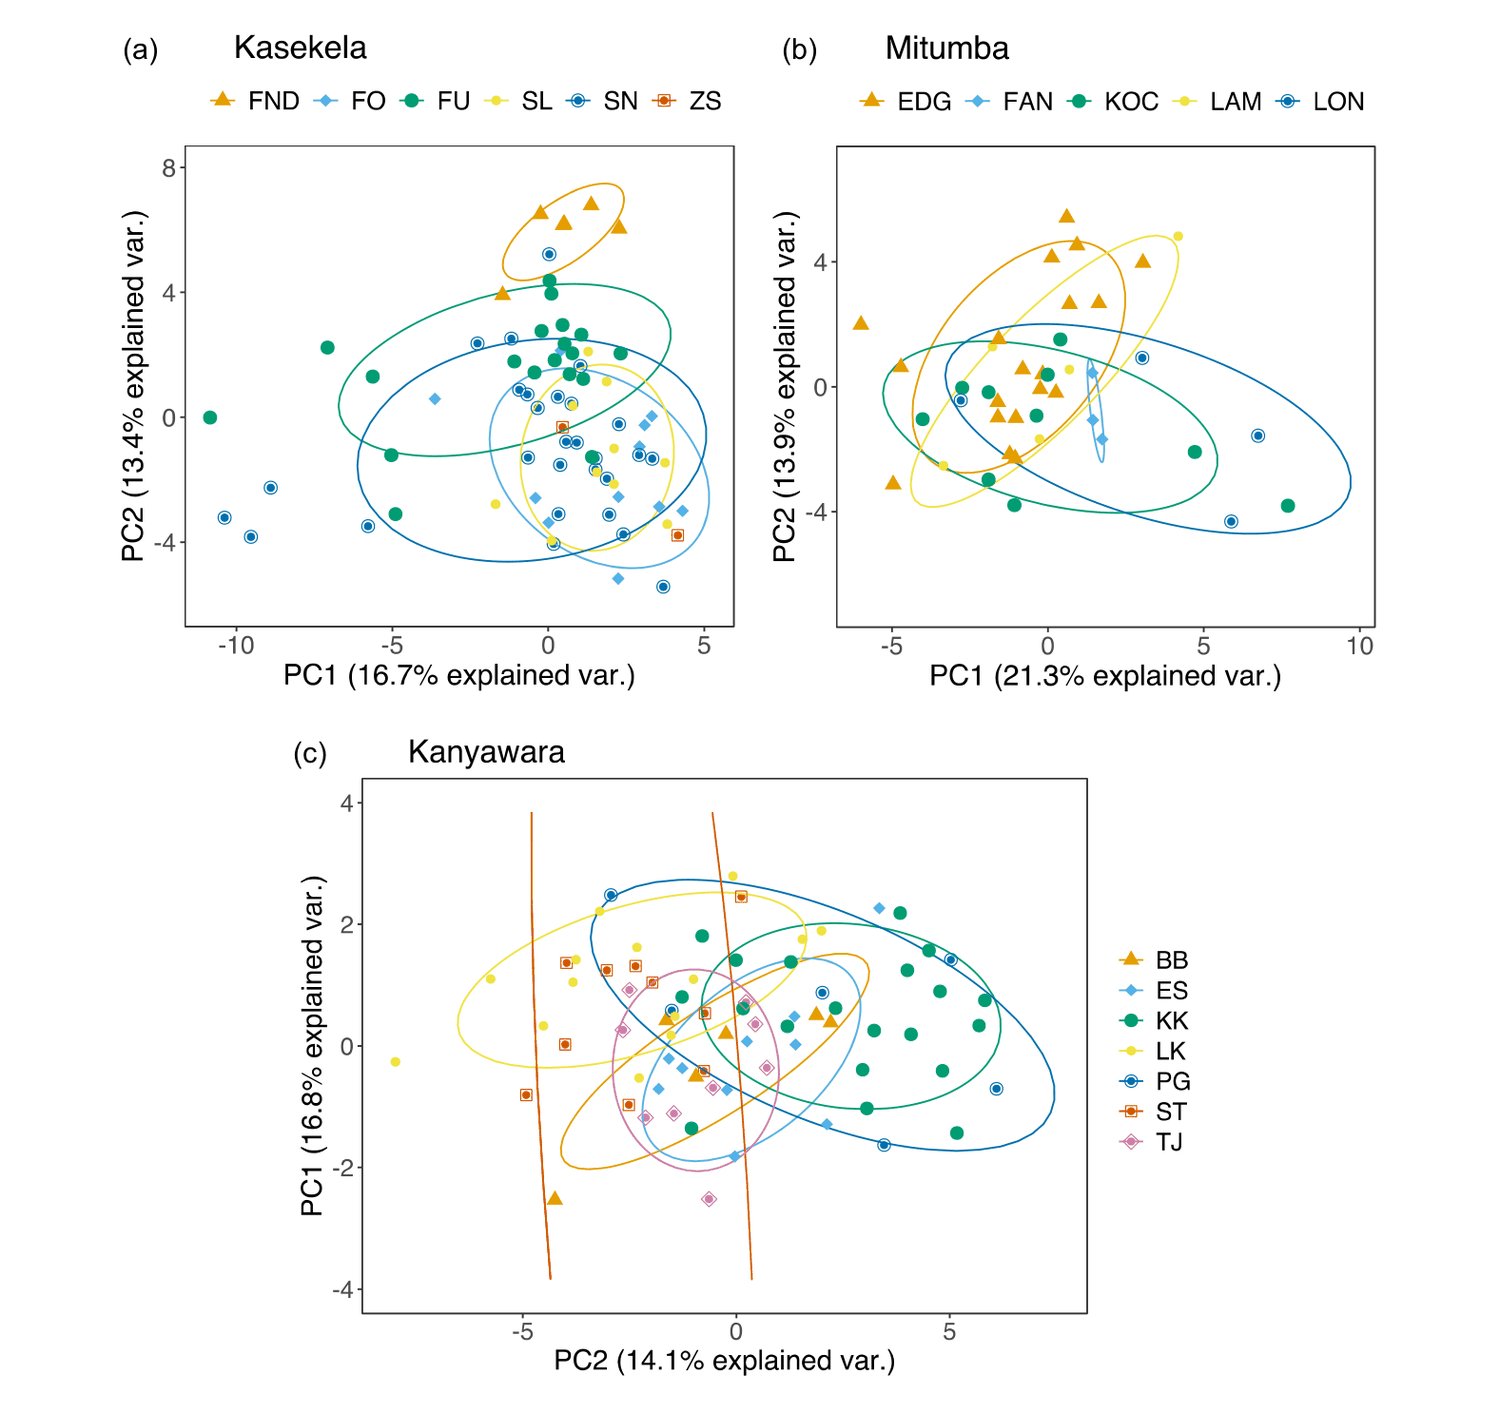 (a) Kasekela
FND FO FU SL SN ZS
8
4
0
-4
PC2 (13.4% explained var.)
-10 -5 0 5
PC1 (16.7% explained var.)
(b) Mitumba
EDG FAN KOC LAM LON
4
0
-4
PC2 (13.9% explained var.)
-5 0 5 10
PC1 (21.3% explained var.)
(c) Kanyawara
4
2
0
-2
-4
PC1 (16.8% explained var.)
-5 0 5
PC2 (14.1% explained var.)
BB
ES
KK
LK
PG
ST
TJ